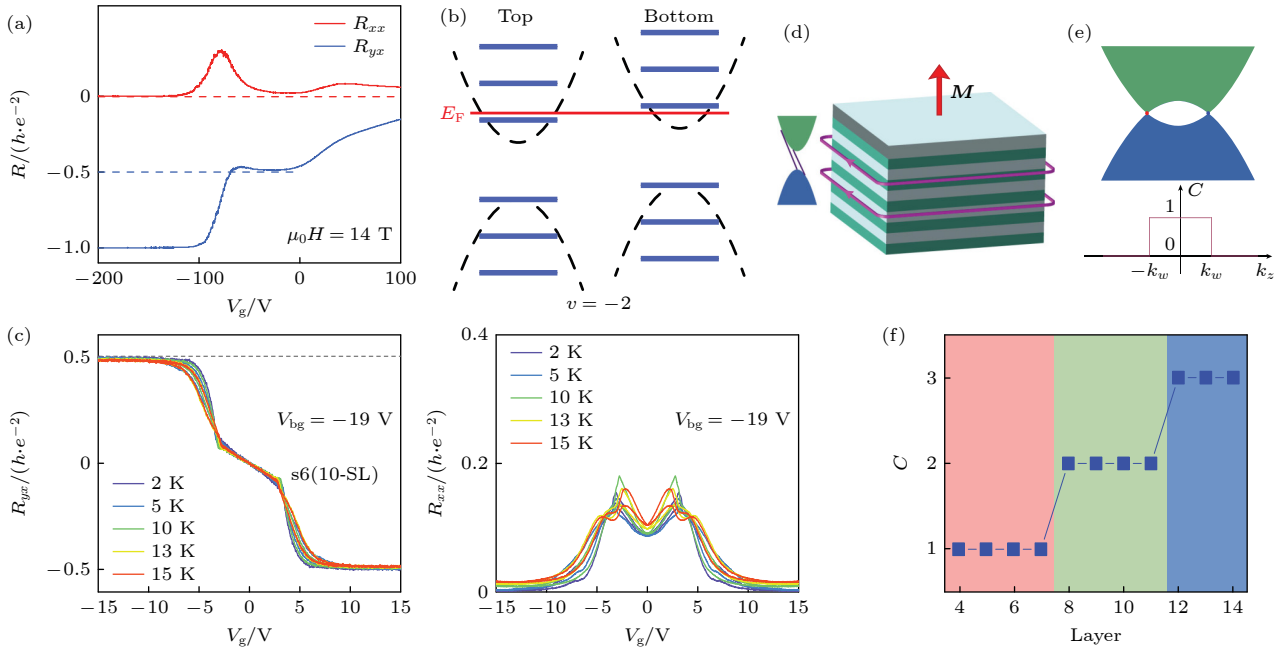 (a)
R_xx
R_yx
0
−0.5
−1.0
R/(h·e⁻²)
μ₀H = 14 T
−200
−100
0
100
V_g/V
(b)
Top
Bottom
E_F
v = −2
(d)
M
(e)
C
1
0
−k_w
k_w
k_z
(c)
0.5
0
−0.5
R_yx/(h·e⁻²)
V_bg = −19 V
s6(10-SL)
2 K
5 K
10 K
13 K
15 K
−15
−10
−5
0
5
10
15
V_g/V
0.4
0.2
0
R_xx/(h·e⁻²)
2 K
5 K
10 K
13 K
15 K
V_bg = −19 V
−15
−10
−5
0
5
10
15
V_g/V
(f)
3
2
1
C
4
6
8
10
12
14
Layer